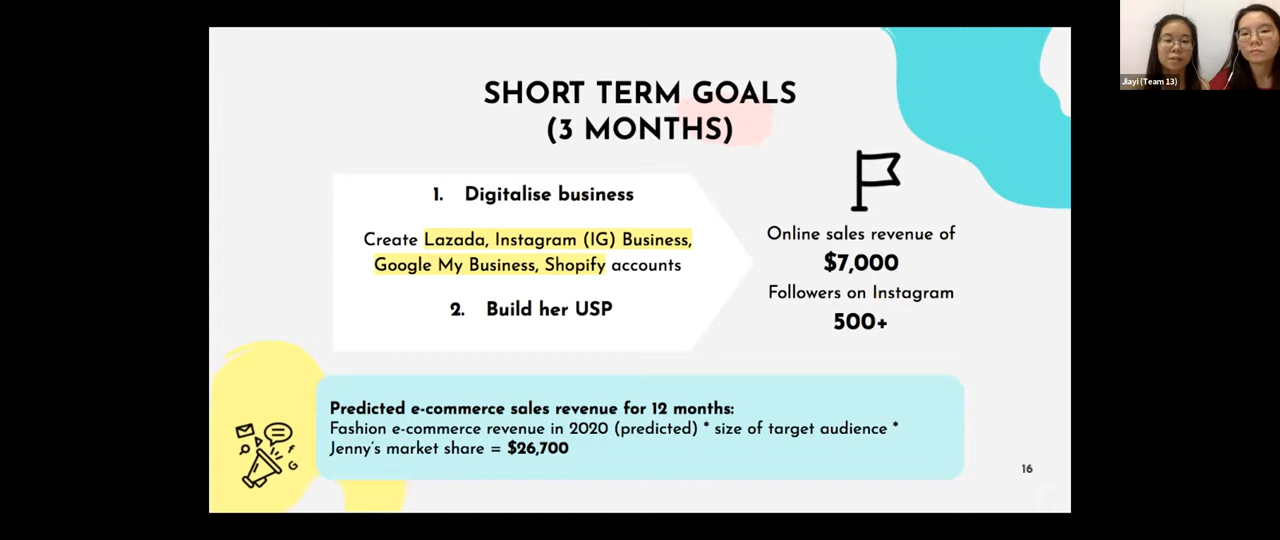 SHORT TERM GOALS
(3 MONTHS)
1. Digitalise business
Create Lazada, Instagram (IG) Business,
Google My Business, Shopify accounts
2. Build her USP
Online sales revenue of
$7,000
Followers on Instagram
500+
Predicted e-commerce sales revenue for 12 months:
Fashion e-commerce revenue in 2020 (predicted) * size of target audience *
Jenny's market share = $26,700
16
Jiayi (Team 13)